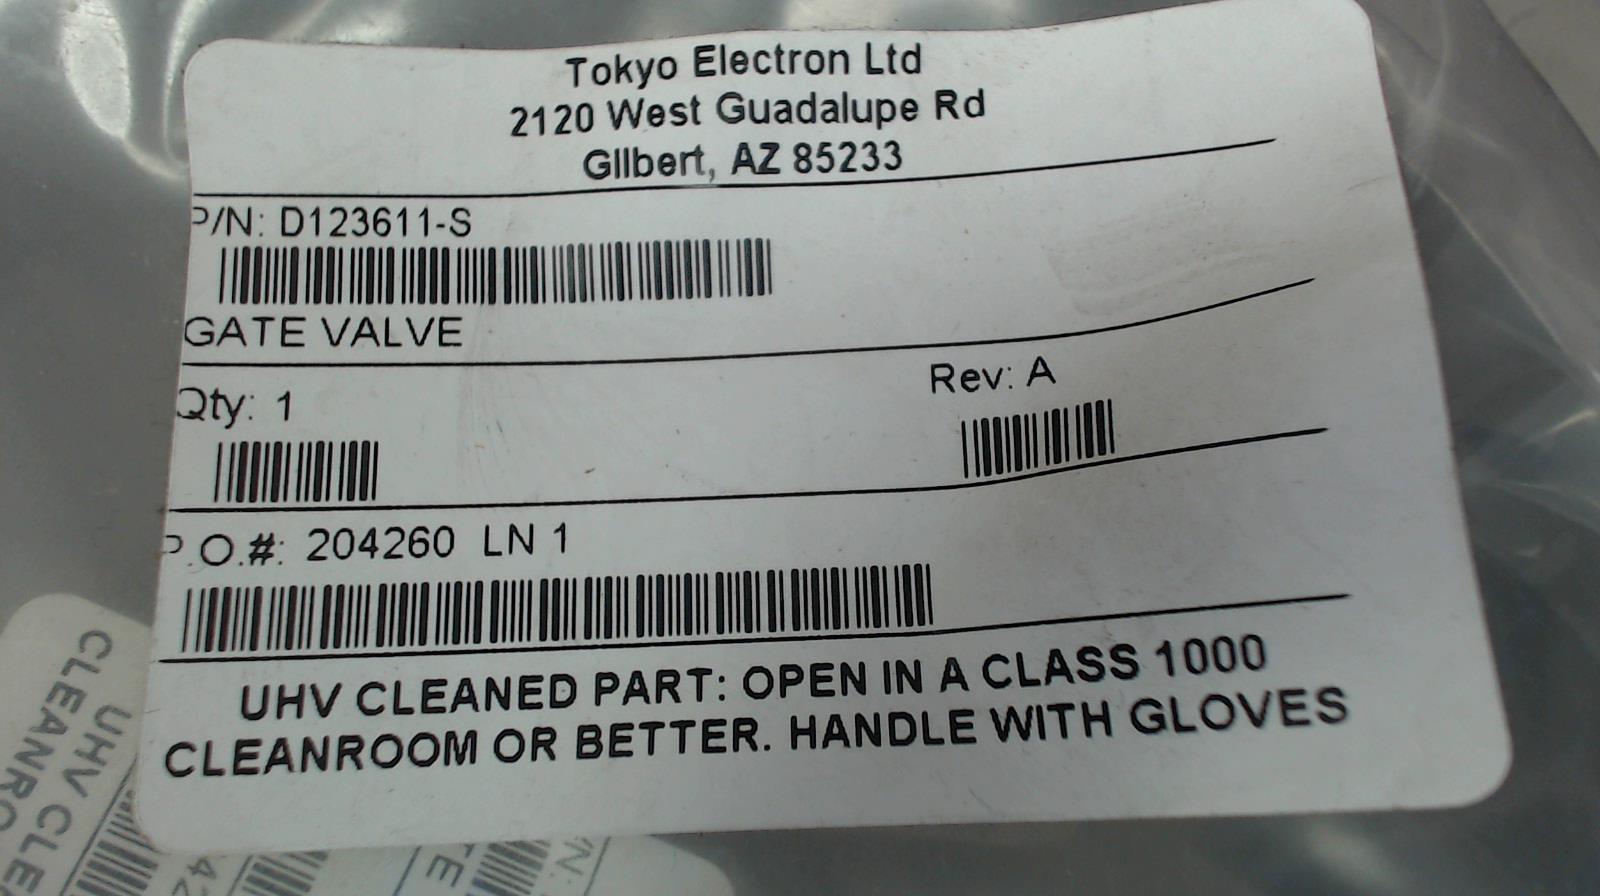 Tokyo Electron Ltd
2120 West Guadalupe Rd
Gilbert, AZ 85233
P/N: D123611-S
GATE VALVE
Qty: 1
Rev: A
P.O.#: 204260 LN 1
UHV CLEANED PART: OPEN IN A CLASS 1000
CLEANROOM OR BETTER. HANDLE WITH GLOVES
UHV CLE
CLEANRO